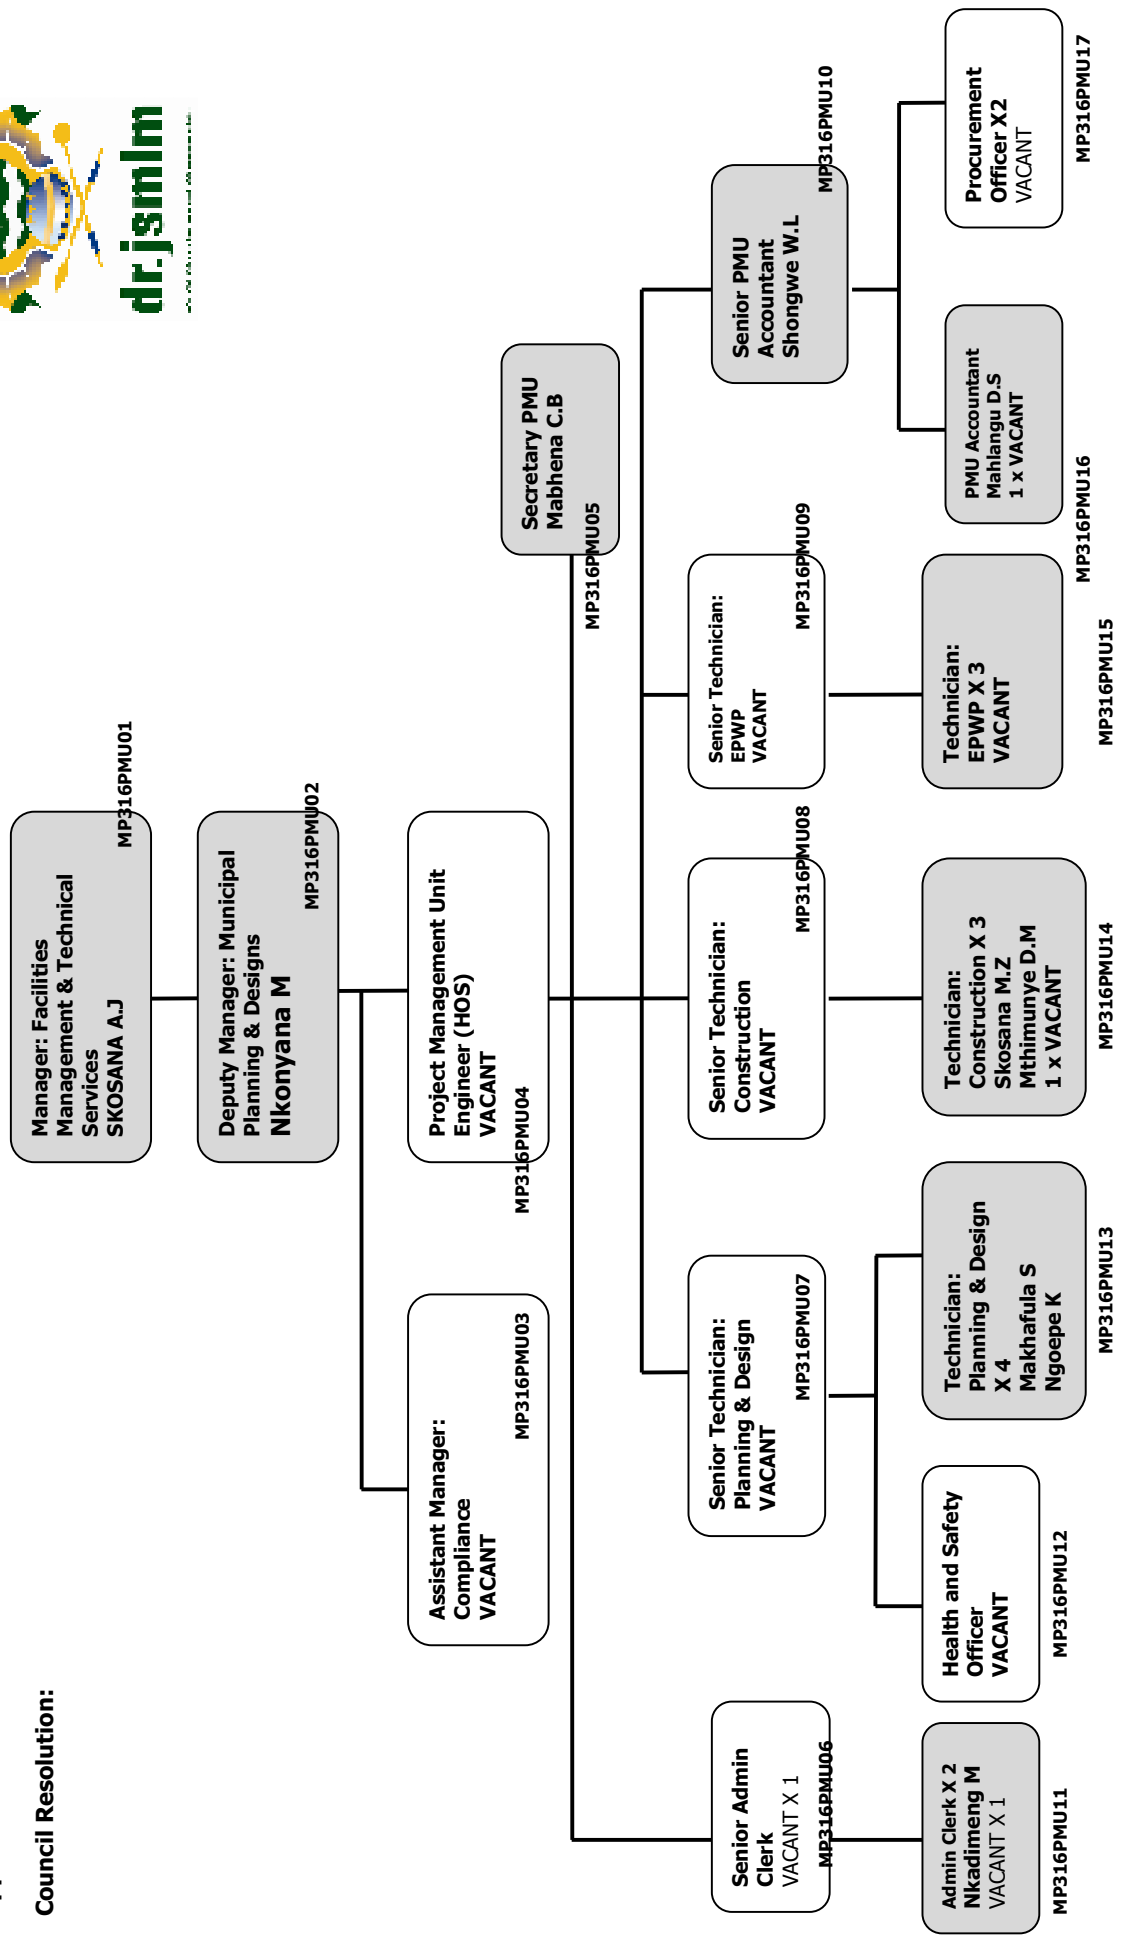 dr.jsmlm
Council Resolution:
Manager: Facilities
Management & Technical
Services
SKOSANA A.J
MP316PMU01
Deputy Manager: Municipal
Planning & Designs
Nkonyana M
MP316PMU02
Assistant Manager:
Compliance
VACANT
MP316PMU03
Project Management Unit
Engineer (HOS)
VACANT
MP316PMU04
Secretary PMU
Mabhena C.B
MP316PMU05
Senior Admin
Clerk
VACANT X 1
MP316PMU06
Senior Technician:
Planning & Design
VACANT
MP316PMU07
Senior Technician:
Construction
VACANT
MP316PMU08
Senior Technician:
EPWP
VACANT
MP316PMU09
Senior PMU
Accountant
Shongwe W.L
MP316PMU10
Admin Clerk X 2
Nkadimeng M
VACANT X 1
MP316PMU11
Health and Safety
Officer
VACANT
MP316PMU12
Technician:
Planning & Design
X 4
Makhafula S
Ngoepe K
MP316PMU13
Technician:
Construction X 3
Skosana M.Z
Mthimunye D.M
1 x VACANT
MP316PMU14
Technician:
EPWP X 3
VACANT
MP316PMU15
PMU Accountant
Mahlangu D.S
1 x VACANT
MP316PMU16
Procurement
Officer X2
VACANT
MP316PMU17